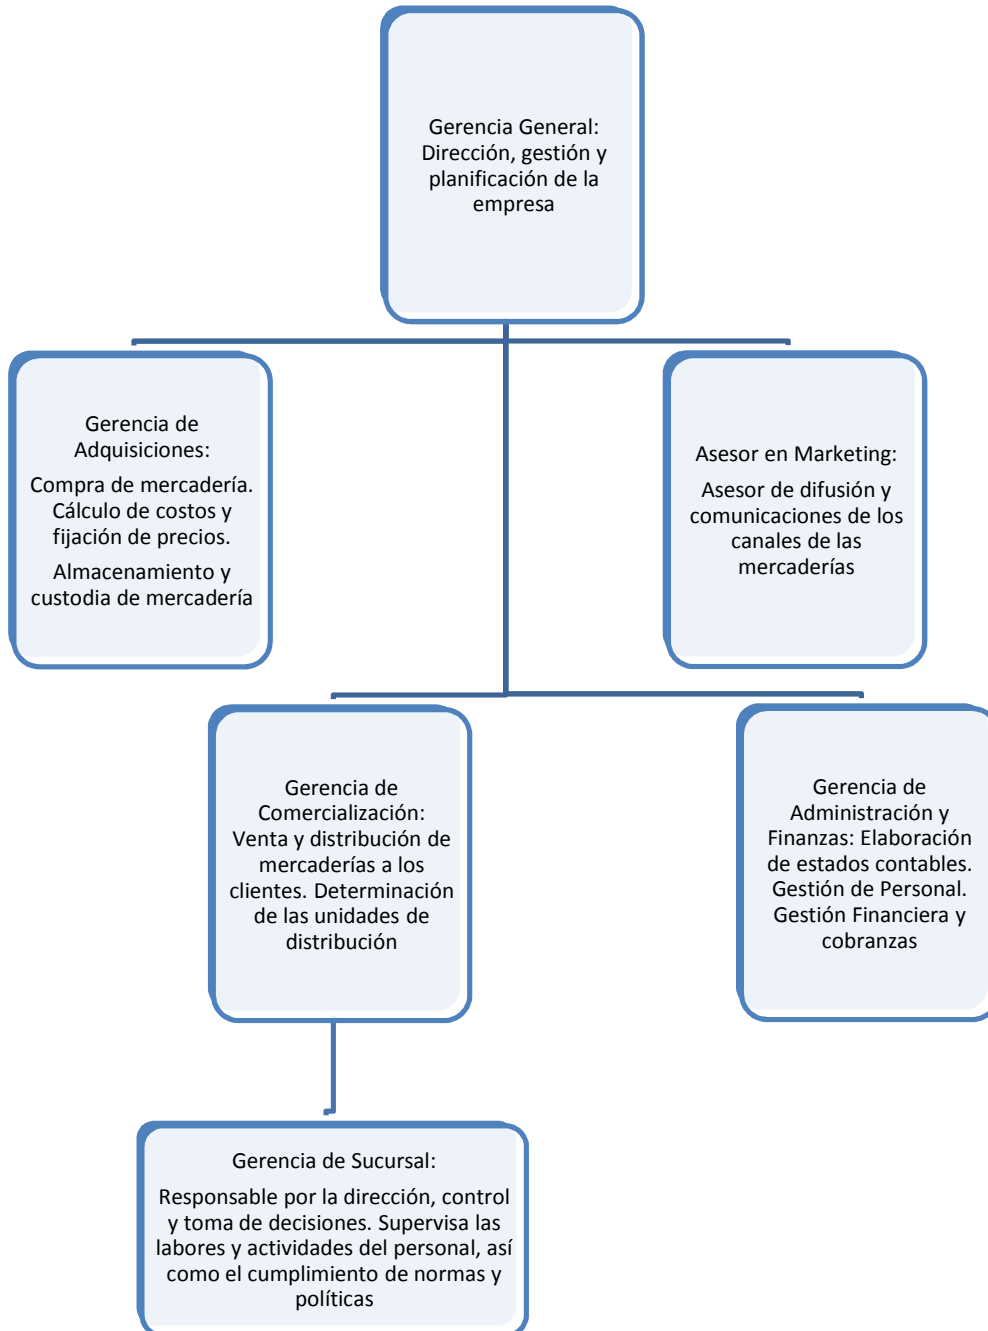 Gerencia General:
Dirección, gestión y
planificación de la
empresa
Gerencia de
Adquisiciones:
Compra de mercadería.
Cálculo de costos y
fijación de precios.
Almacenamiento y
custodia de mercadería
Asesor en Marketing:
Asesor de difusión y
comunicaciones de los
canales de las
mercaderías
Gerencia de
Comercialización:
Venta y distribución de
mercaderías a los
clientes. Determinación
de las unidades de
distribución
Gerencia de
Administración y
Finanzas: Elaboración
de estados contables.
Gestión de Personal.
Gestión Financiera y
cobranzas
Gerencia de Sucursal:
Responsable por la dirección, control
y toma de decisiones. Supervisa las
labores y actividades del personal, así
como el cumplimiento de normas y
políticas